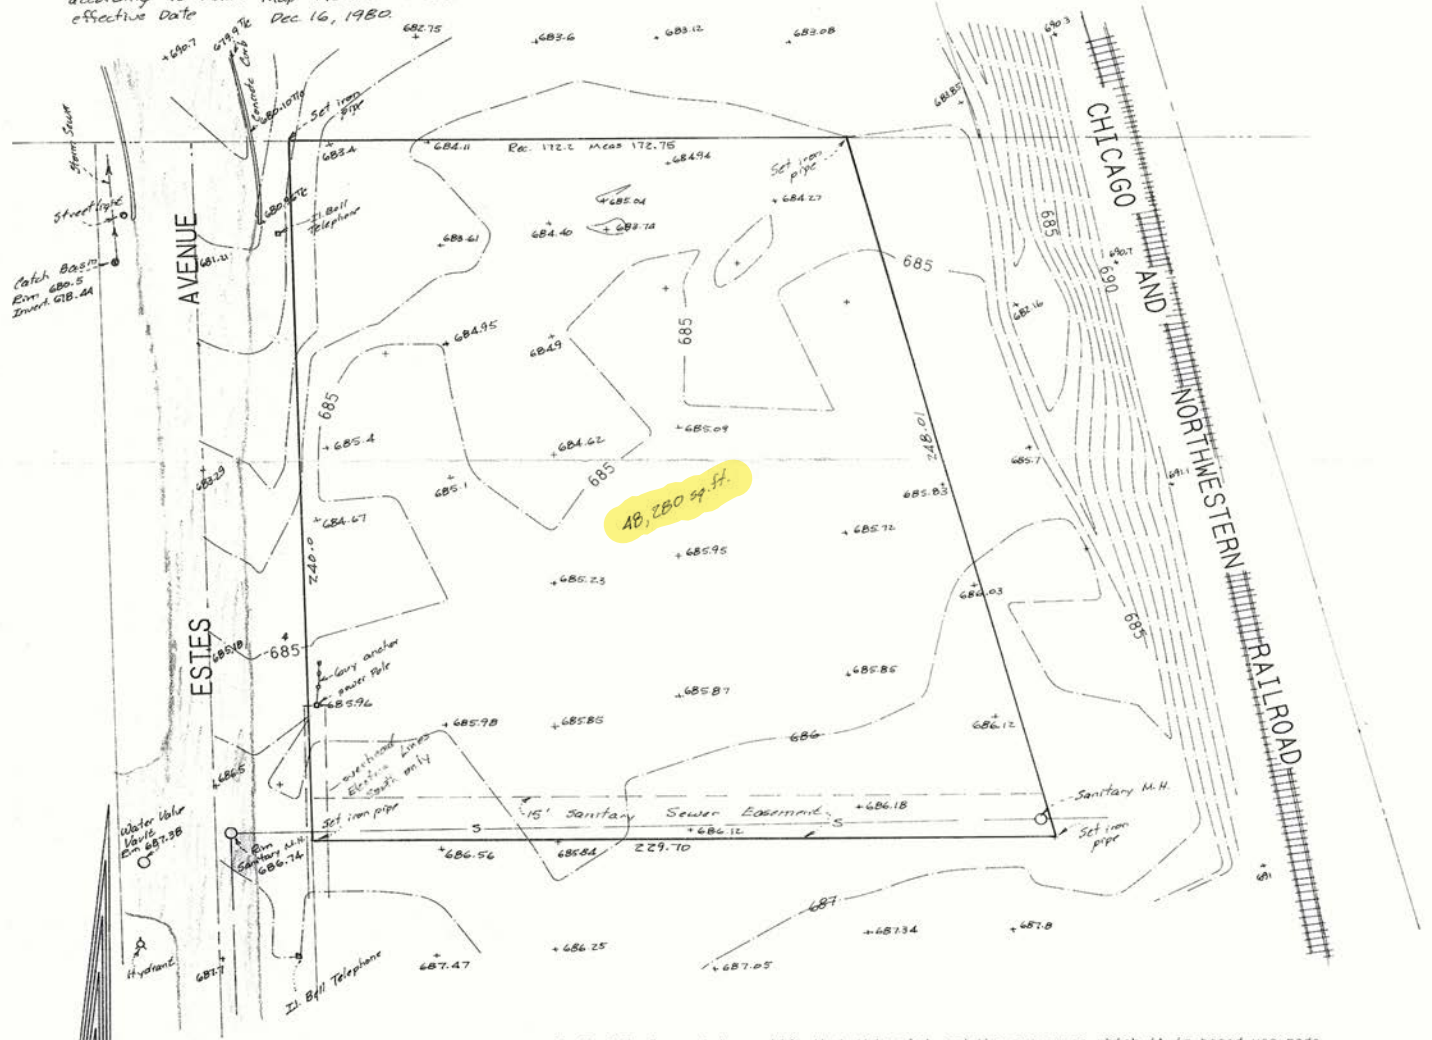 effective Date Dec. 16, 1980.
690.7
679.9 T/c
Concrete Curb
680.10 T/c
Set iron pipe
682.75
683.6
683.12
683.08
690.3
681.85
Storm Sewer
683.4
684.11
Rec. 172.2 Meas 172.75
684.94
Set iron pipe
CHICAGO AND NORTHWESTERN RAILROAD
Streetlight
680.96 T/c
Il. Bell Telephone
685.04
684.27
683.61
684.40
683.74
685
AVENUE
681.21
Catch Basin
Rim 680.5
Invert. 678.44
685
690.7
690
682.16
684.95
684.9
685
685
685.4
684.62
685.09
248.01
685.7
691.1
683.29
685.1
685
48,280 sq.ft.
685.83
684.67
685.72
240.0
685.95
685.23
686.03
685
ESTES
685.18
685
Guy anchor
Power Pole
685.96
685.87
685.85
685.98
685.85
686
686.12
overhead
Electric Lines
South only
686.5
15' Sanitary Sewer Easement
686.18
Sanitary M.H.
Set iron pipe
S
686.12
S
Set iron pipe
Water Valve
Vault
Rim 687.38
Rim
Sanitary M.H.
686.74
686.56
685.84
229.70
691
687
687.34
687.8
Hydrant
687.7
687.47
686.25
687.05
Il. Bell Telephone